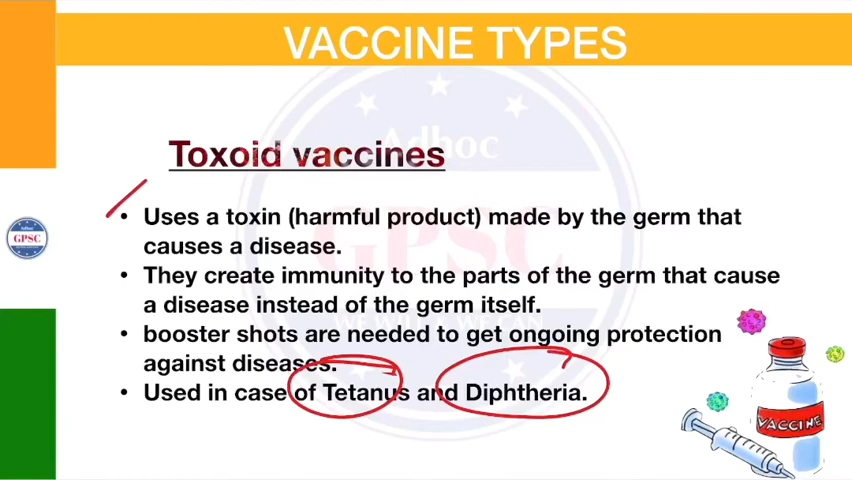 VACCINE TYPES
Adhoc
Toxoid vaccines
• Uses a toxin (harmful product) made by the germ that
causes a disease.
GPSC
• They create immunity to the parts of the germ that cause
a disease instead of the germ itself.
• booster shots are needed to get ongoing protection
against diseases.
• Used in case of Tetanus and Diphtheria.
GPSC
VACCINE